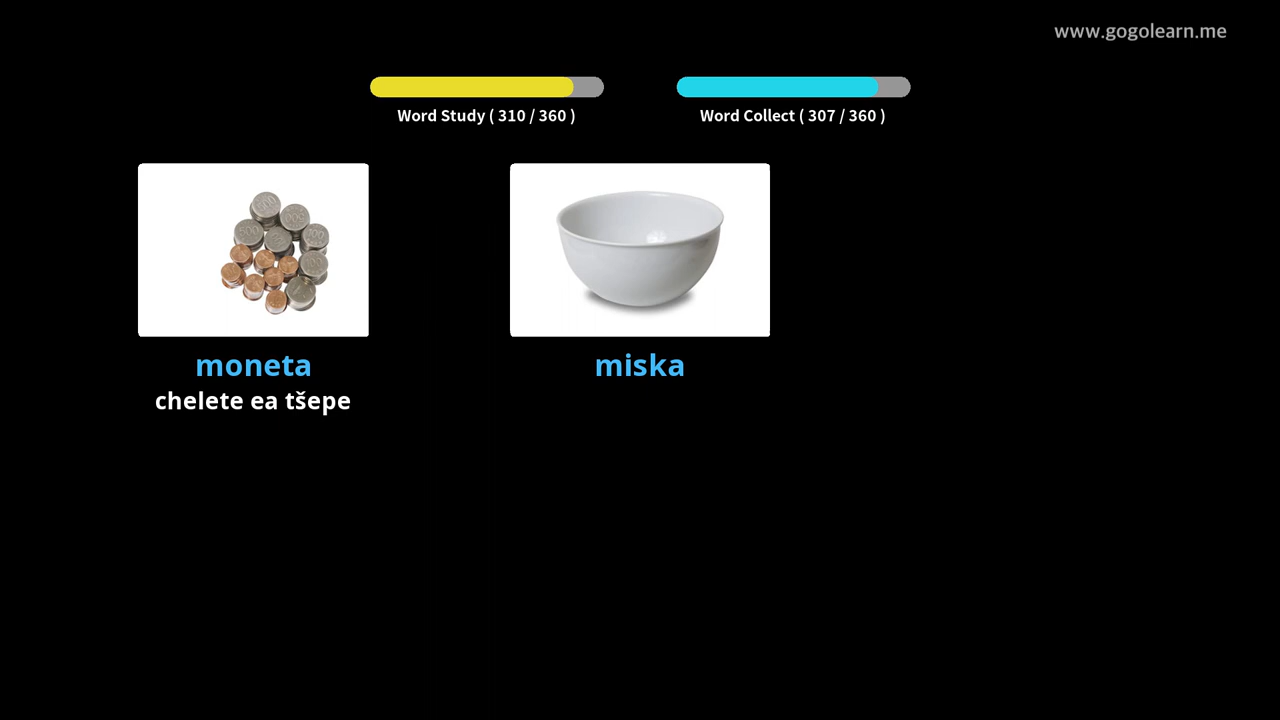 www.gogolearn.me
Word Study ( 310 / 360 )
Word Collect ( 307 / 360 )
moneta
chelete ea tšepe
miska